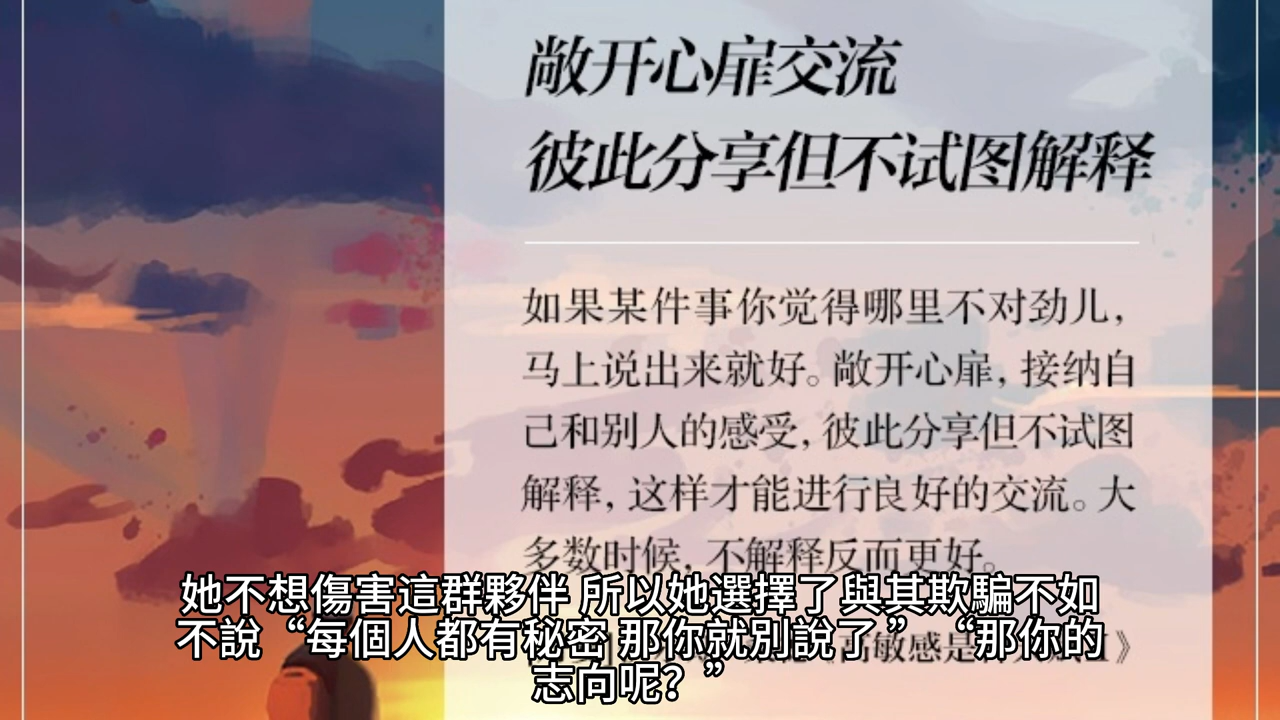 敞开心扉交流
彼此分享但不试图解释
如果某件事你觉得哪里不对劲儿，
马上说出来就好。敞开心扉，接纳自
己和别人的感受，彼此分享但不试图
解释，这样才能进行良好的交流。大
多数时候，不解释反而更好。
高敏感是
》
她不想傷害這群夥伴 所以她選擇了與其欺騙不如
不說“每個人都有秘密 那你就別說了” “那你的
志向呢？”